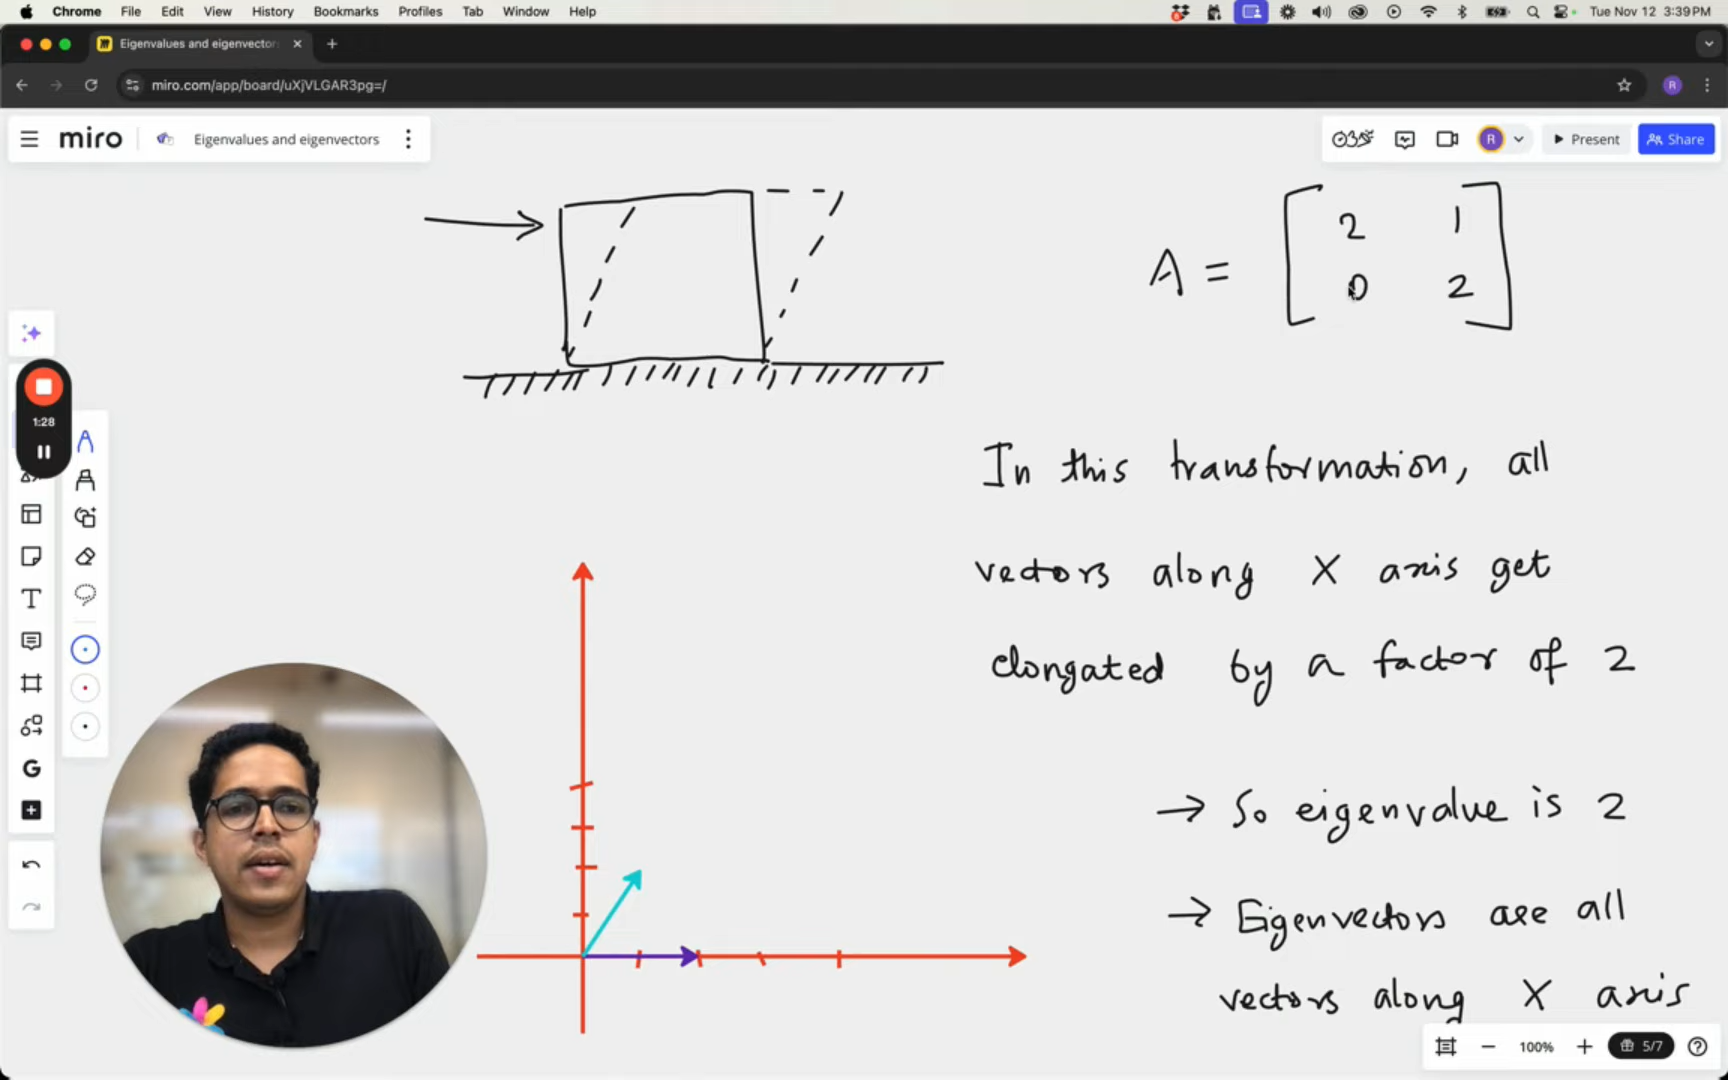 Chrome File Edit View History Bookmarks Profiles Tab Window Help
Tue Nov 12 3:39 PM
Eigenvalues and eigenvector
miro.com/app/board/uXjVLGAR3pg=/
R
miro
Eigenvalues and eigenvectors
R
Present
Share
A = [ 2 1
0 2 ]
1:28
In this transformation, all
vectors along X axis get
elongated by a factor of 2
→ So eigenvalue is 2
→ Eigenvectors are all
vectors along X axis
T
G
100%
5/7